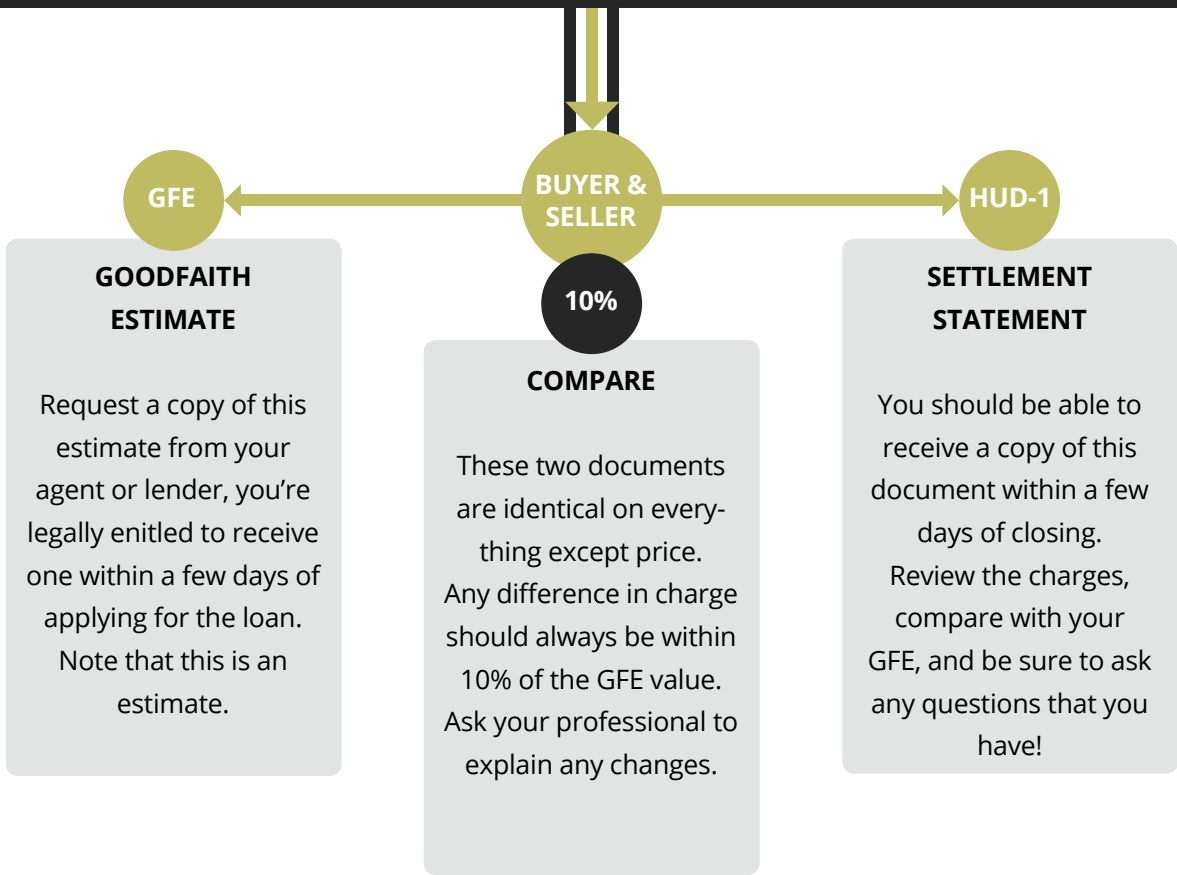 GFE
BUYER &
SELLER
HUD-1
10%
GOODFAITH
ESTIMATE
Request a copy of this
estimate from your
agent or lender, you’re
legally enitled to receive
one within a few days of
applying for the loan.
Note that this is an
estimate.
COMPARE
These two documents
are identical on every-
thing except price.
Any difference in charge
should always be within
10% of the GFE value.
Ask your professional to
explain any changes.
SETTLEMENT
STATEMENT
You should be able to
receive a copy of this
document within a few
days of closing.
Review the charges,
compare with your
GFE, and be sure to ask
any questions that you
have!